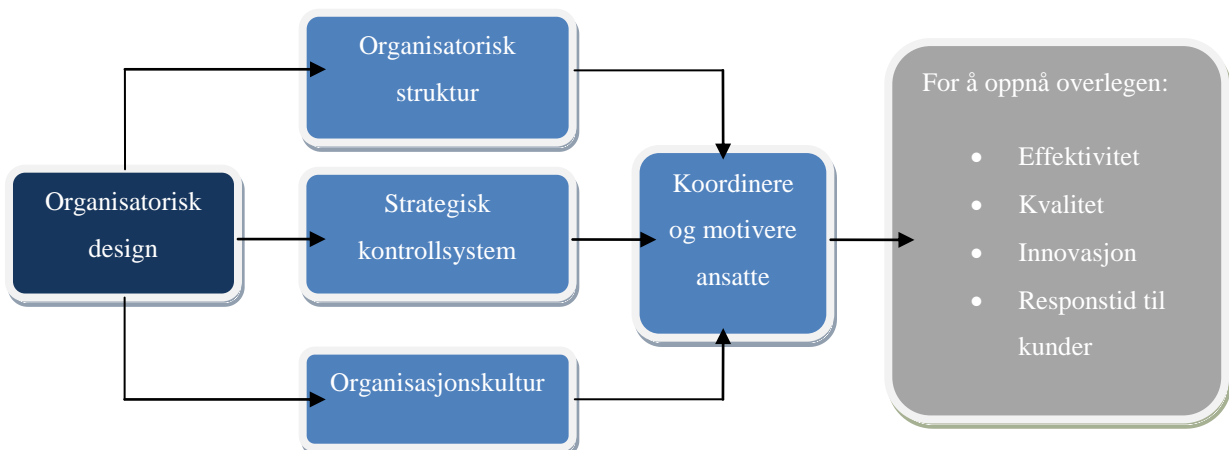 Organisatorisk
design
Organisatorisk
struktur
Strategisk
kontrollsystem
Organisasjonskultur
Koordinere
og motivere
ansatte
For å oppnå overlegen:
• Effektivitet
• Kvalitet
• Innovasjon
• Responstid til
kunder